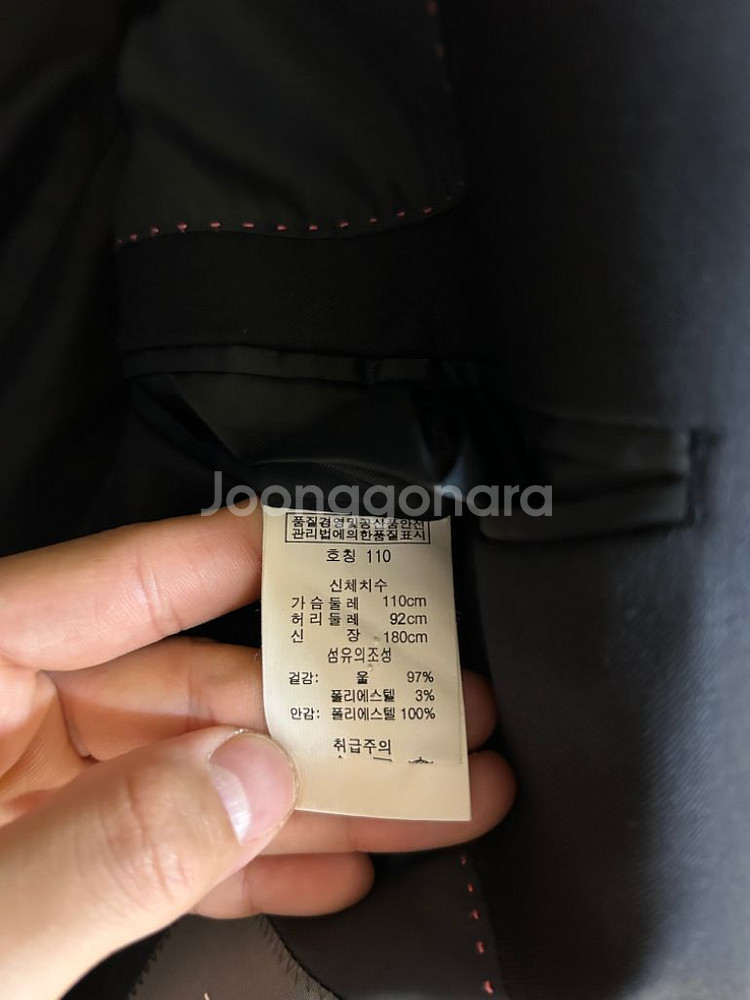 Joonggonara
품질경영및공산품안전
관리법에의한품질표시
호칭 110
신체치수
가슴둘레 110cm
허리둘레 92cm
신 장 180cm
섬유의조성
겉감: 울 97%
폴리에스텔 3%
안감: 폴리에스텔 100%
취급주의